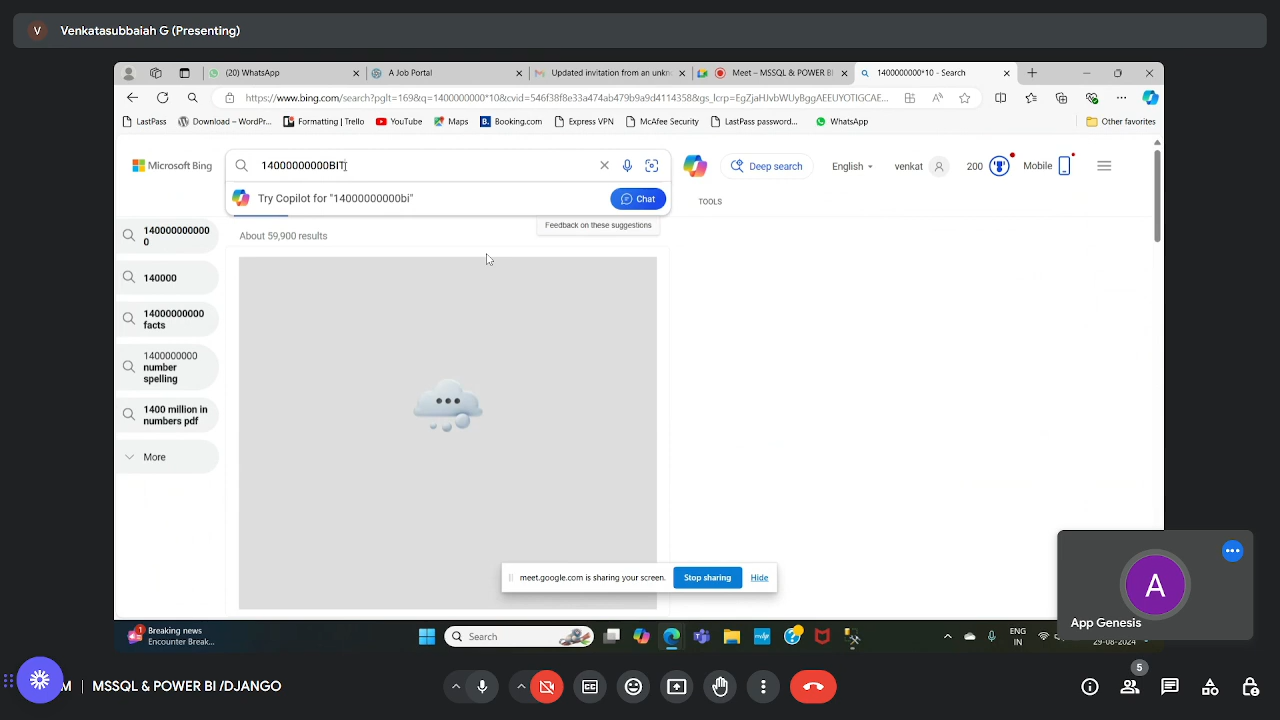 V Venkatasubbaiah G (Presenting)
(20) WhatsApp
A Job Portal
Updated invitation from an unkn
Meet – MSSQL & POWER BI
1400000000*10 - Search
https://www.bing.com/search?pglt=169&q=1400000000*10&cvid=546f38f8e33a474ab479b9a9d4114358&gs_lcrp=EgZjaHJvbWUyBggAEEUYOTIGCAE...
LastPass
Download – WordPr...
Formatting | Trello
YouTube
Maps
Booking.com
Express VPN
McAfee Security
LastPass password...
WhatsApp
Other favorites
Microsoft Bing
14000000000BIT
Deep search
English
venkat
200
Mobile
Try Copilot for "14000000000bi"
Chat
TOOLS
Feedback on these suggestions
About 59,900 results
140000000000
0
140000
14000000000
facts
1400000000
number
spelling
1400 million in
numbers pdf
More
meet.google.com is sharing your screen.
Stop sharing
Hide
A
App Genesis
1
Breaking news
Encounter Break...
Search
ENG
IN
29-08-2024
M | MSSQL & POWER BI /DJANGO
5